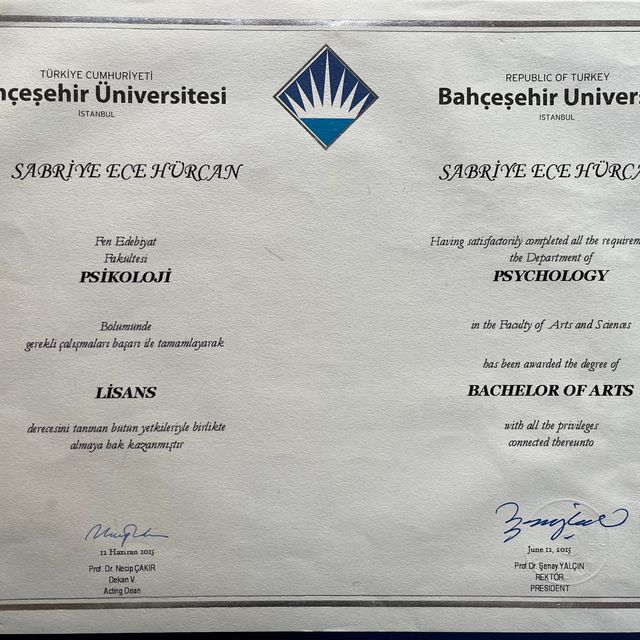 TÜRKİYE CUMHURİYETİ
hçeşehir Üniversitesi
İSTANBUL
SABRİYE ECE HÜRCAN
Fen Edebiyat
Fakultesi
PSİKOLOJİ
Bolumunde
gerekli çalışmaları başarı ile tamamlayarak
LİSANS
derecesini tanınan butun yetkileriyle birlikte
almaya hak kazanmıştır
12 Haziran 2015
Prof. Dr. Necip ÇAKIR
Dekan V.
Acting Dean
REPUBLIC OF TURKEY
Bahçeşehir Univers
ISTANBUL
SABRİYE ECE HÜRCA
Having satisfactorily completed all the requirem
the Department of
PSYCHOLOGY
in the Faculty of Arts and Sciences
has been awarded the degree of
BACHELOR OF ARTS
with all the privileges
connected thereunto
June 12, 2015
Prof. Dr. Şenay YALÇIN
REKTÖR
PRESIDENT